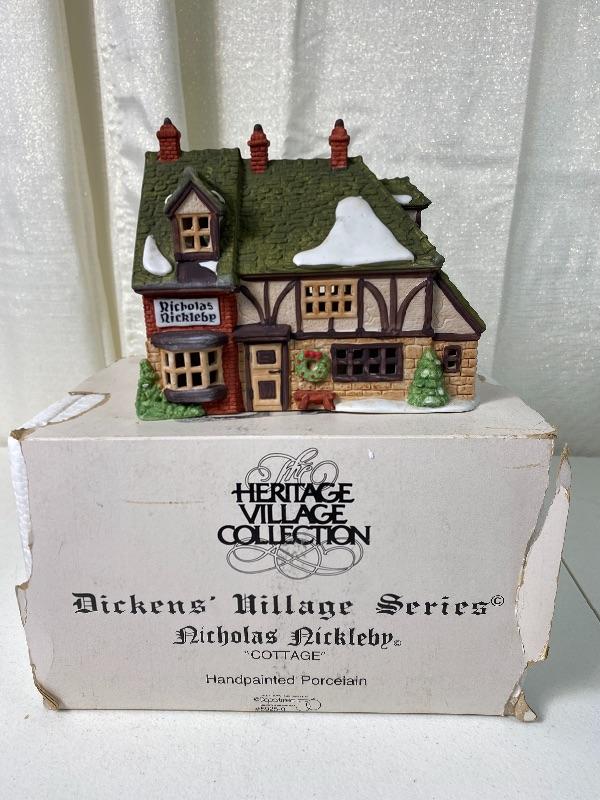 Nicholas
Nickleby
The
HERITAGE
VILLAGE
COLLECTION
Dickens' Village Series©
Nicholas Nickleby©
"COTTAGE"
Handpainted Porcelain